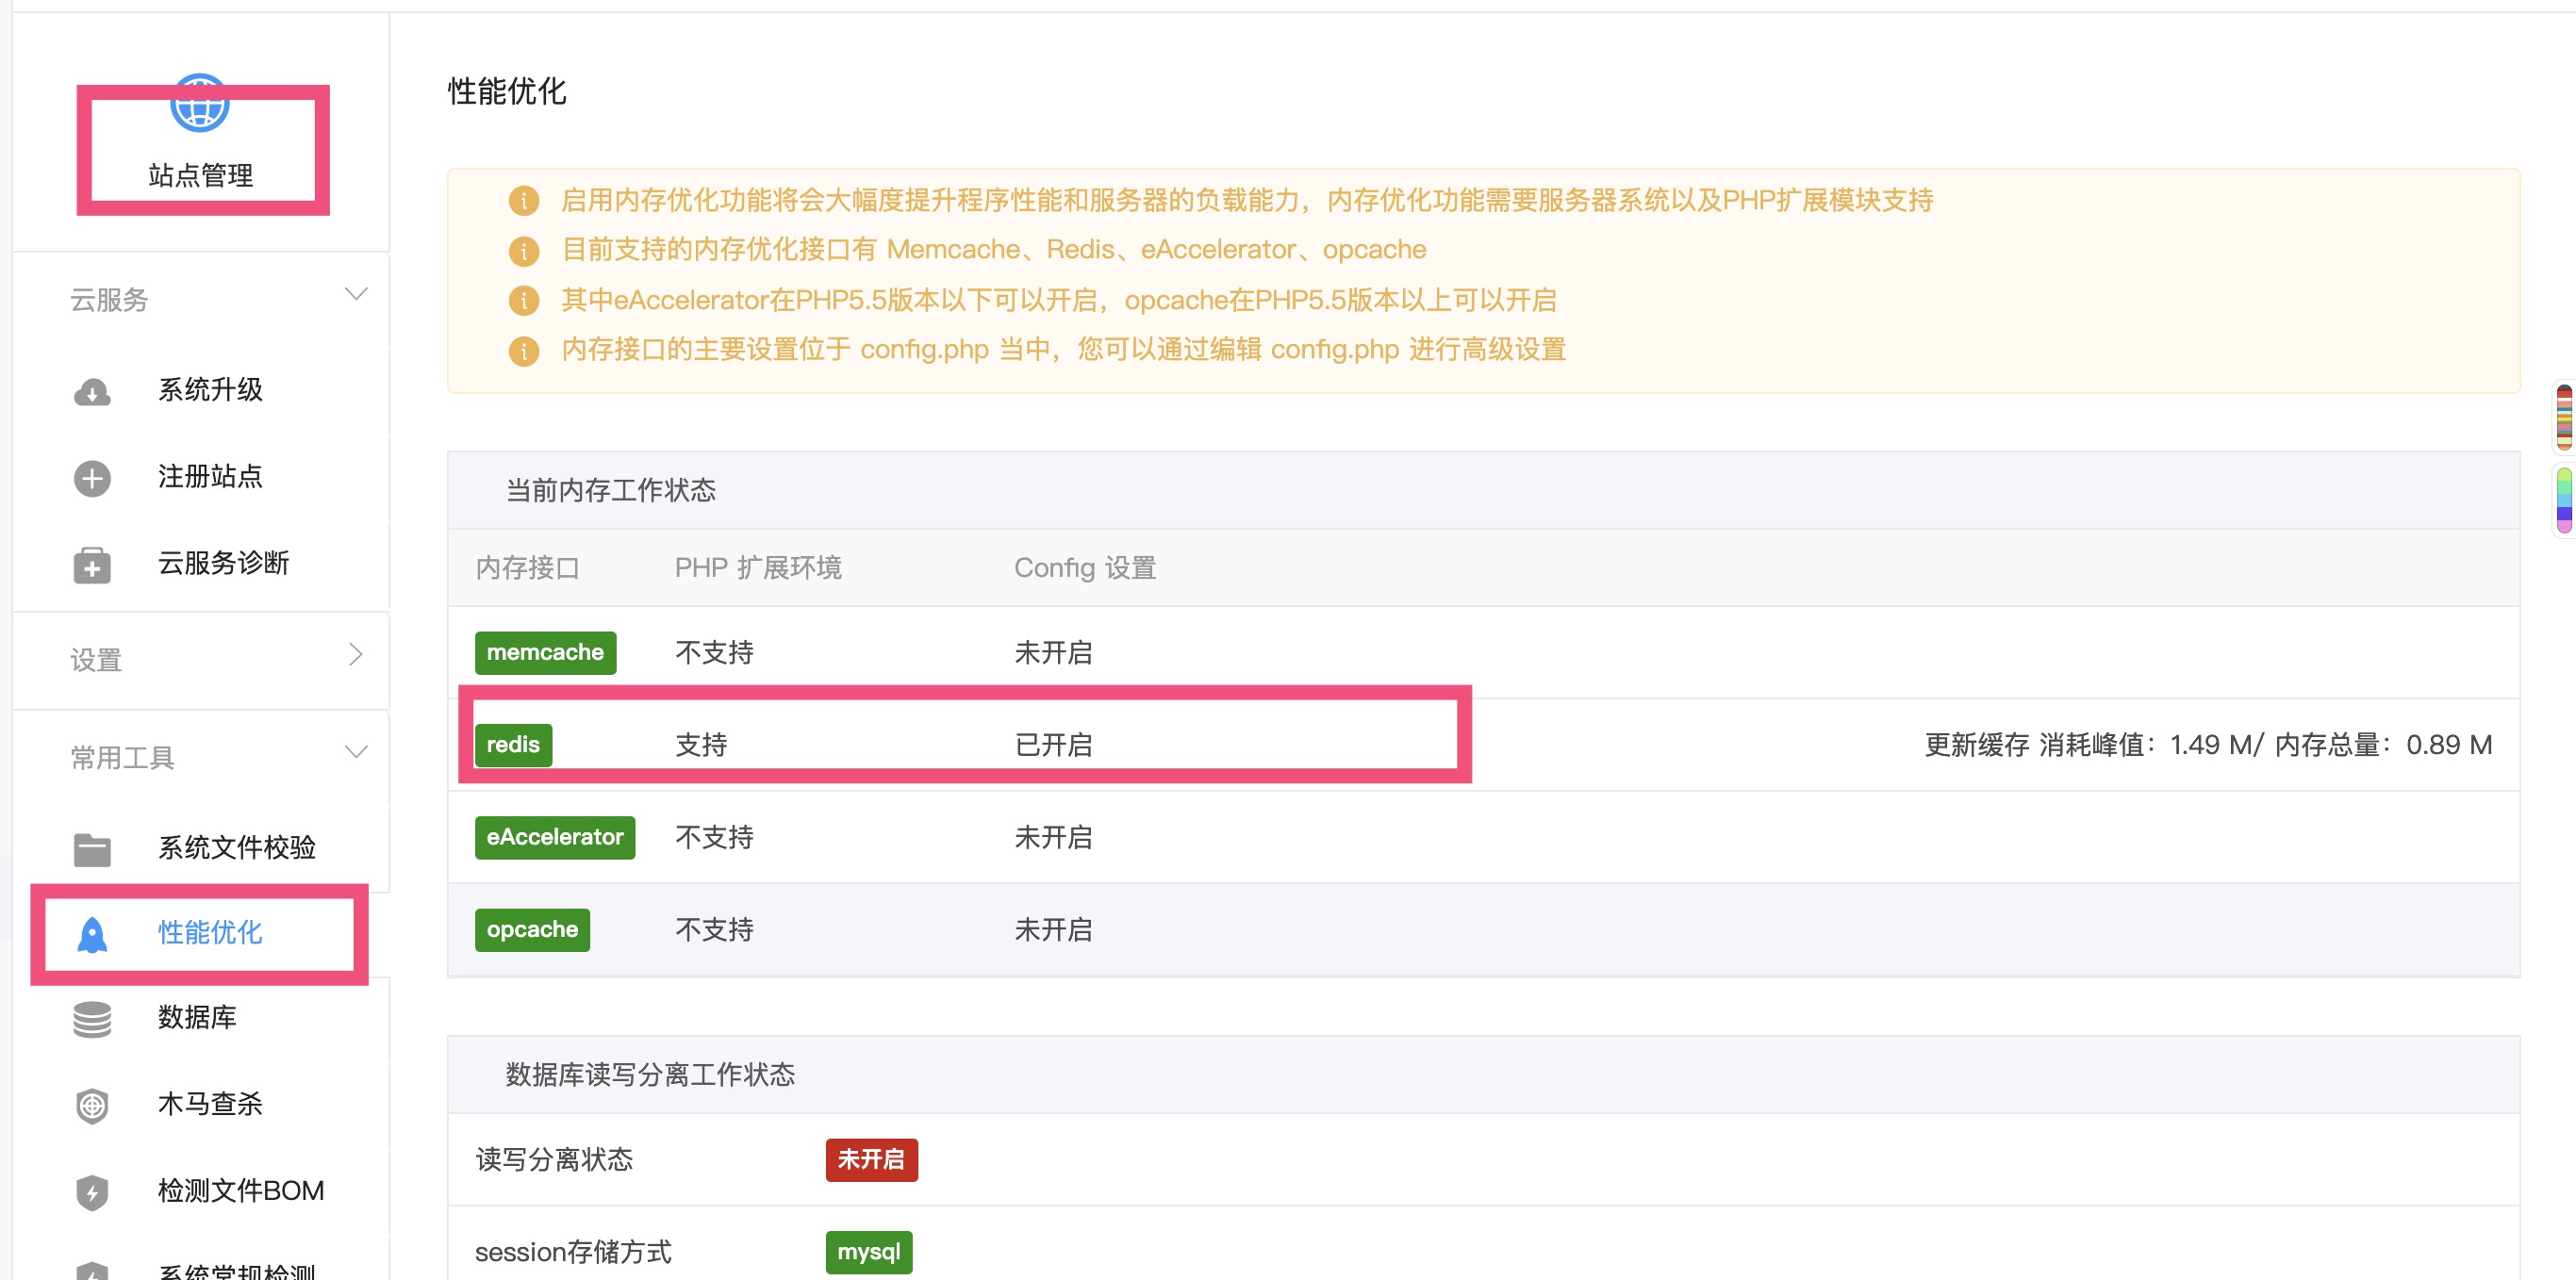 站点管理
云服务
系统升级
注册站点
云服务诊断
设置
常用工具
系统文件校验
性能优化
数据库
木马查杀
检测文件BOM
系统常规检测
性能优化
启用内存优化功能将会大幅度提升程序性能和服务器的负载能力，内存优化功能需要服务器系统以及PHP扩展模块支持
目前支持的内存优化接口有 Memcache、Redis、eAccelerator、opcache
其中eAccelerator在PHP5.5版本以下可以开启，opcache在PHP5.5版本以上可以开启
内存接口的主要设置位于 config.php 当中，您可以通过编辑 config.php 进行高级设置
当前内存工作状态
内存接口 PHP 扩展环境 Config 设置
memcache 不支持 未开启
redis 支持 已开启 更新缓存 消耗峰值：1.49 M/ 内存总量：0.89 M
eAccelerator 不支持 未开启
opcache 不支持 未开启
数据库读写分离工作状态
读写分离状态 未开启
session存储方式 mysql